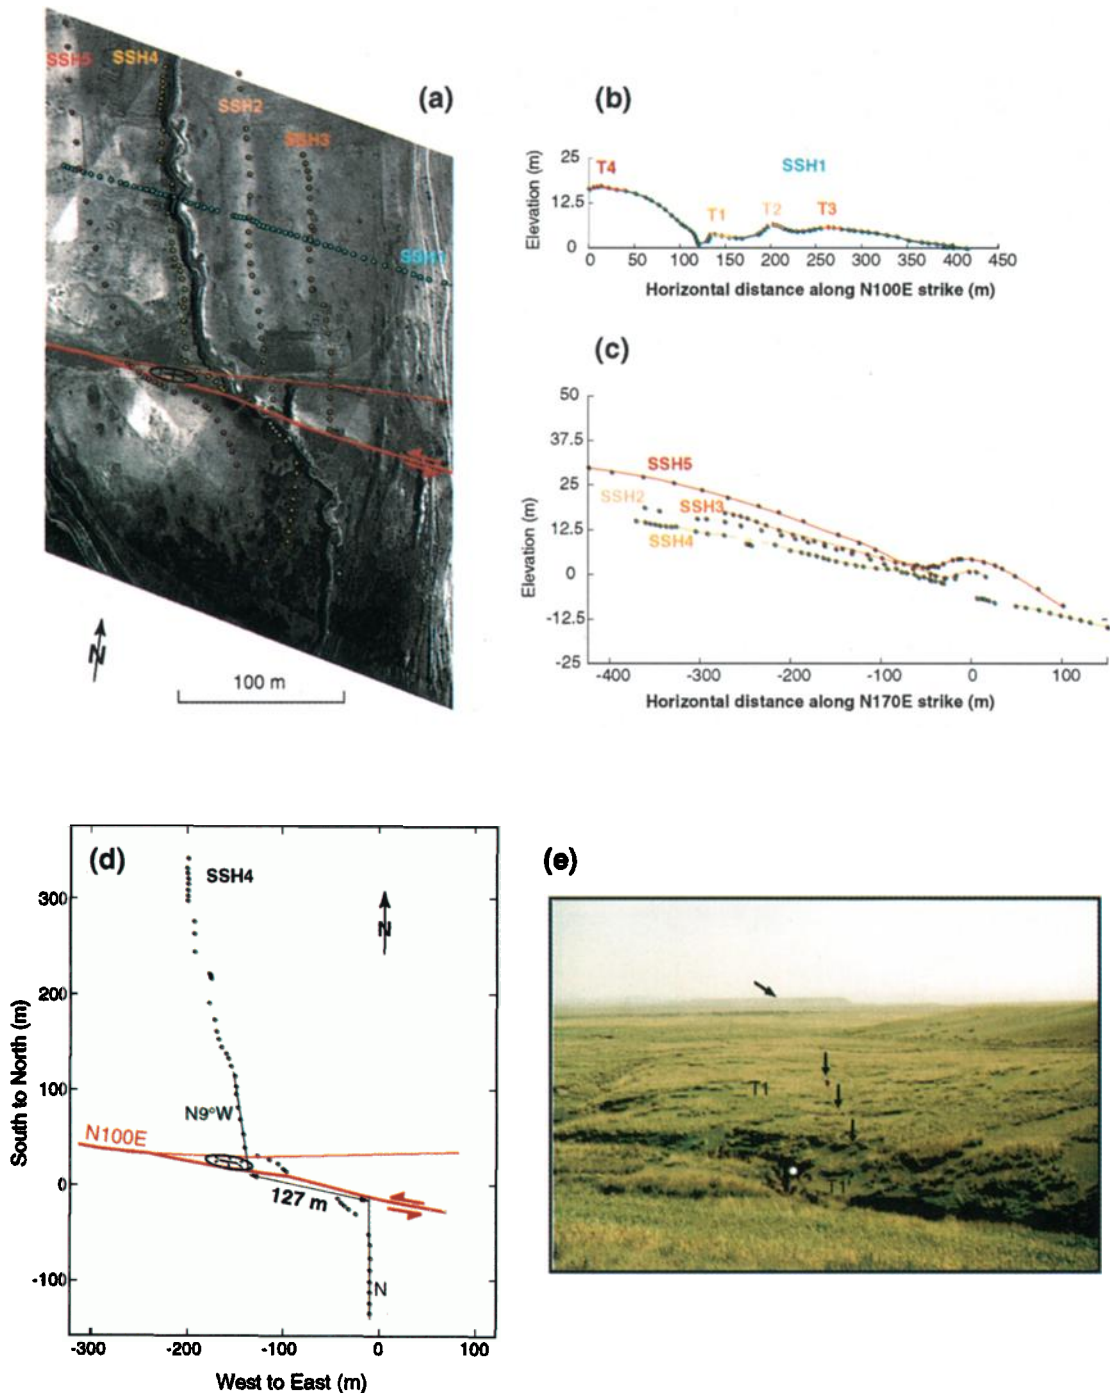 (a)
SSH5
SSH4
SSH2
SSH3
SSH1
N
100 m
(b)
SSH1
T4
T1
T2
T3
Elevation (m)
25
12.5
0
0 50 100 150 200 250 300 350 400 450
Horizontal distance along N100E strike (m)
(c)
Elevation (m)
50
37.5
25
12.5
0
-12.5
-25
SSH5
SSH2
SSH3
SSH4
-400 -300 -200 -100 0 100
Horizontal distance along N170E strike (m)
(d)
SSH4
N
South to North (m)
300
200
100
0
-100
N9°W
N100E
127 m
N
-300 -200 -100 0 100
West to East (m)
(e)
T1
T1'